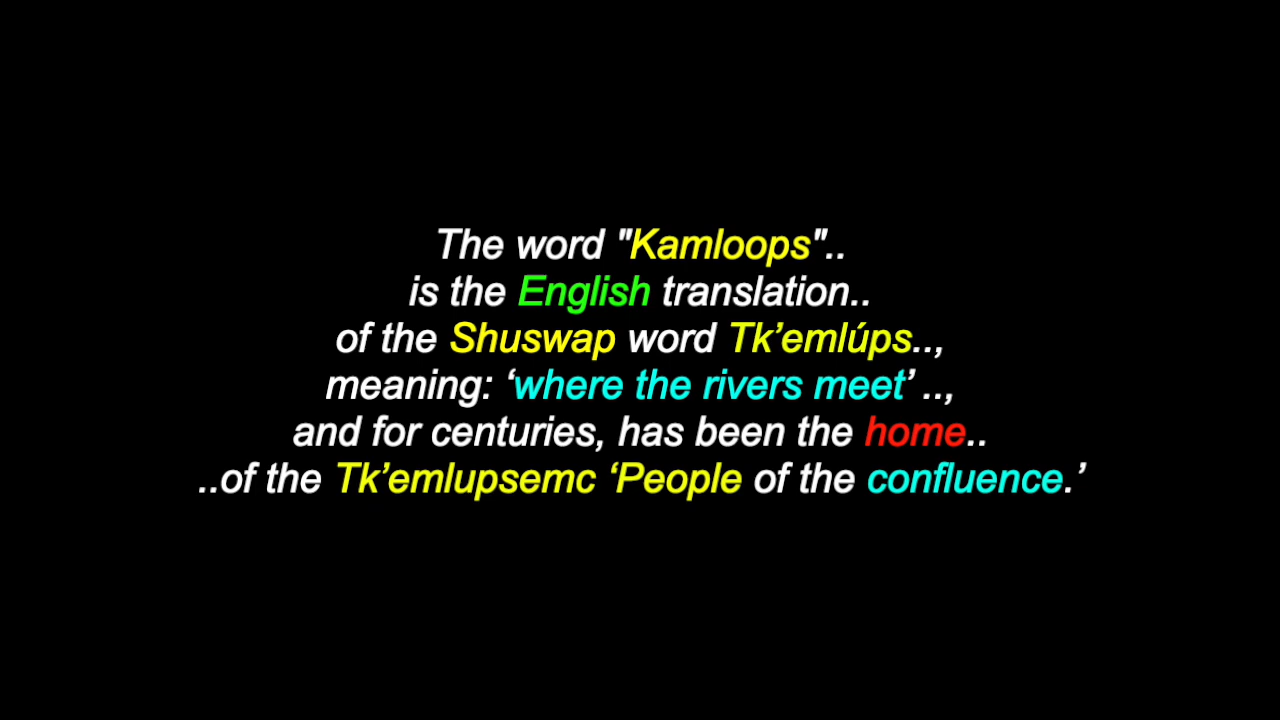 The word "Kamloops"..
is the English translation..
of the Shuswap word Tk’emlúps..,
meaning: ‘where the rivers meet’ ..,
and for centuries, has been the home..
..of the Tk’emlupsemc ‘People of the confluence.’